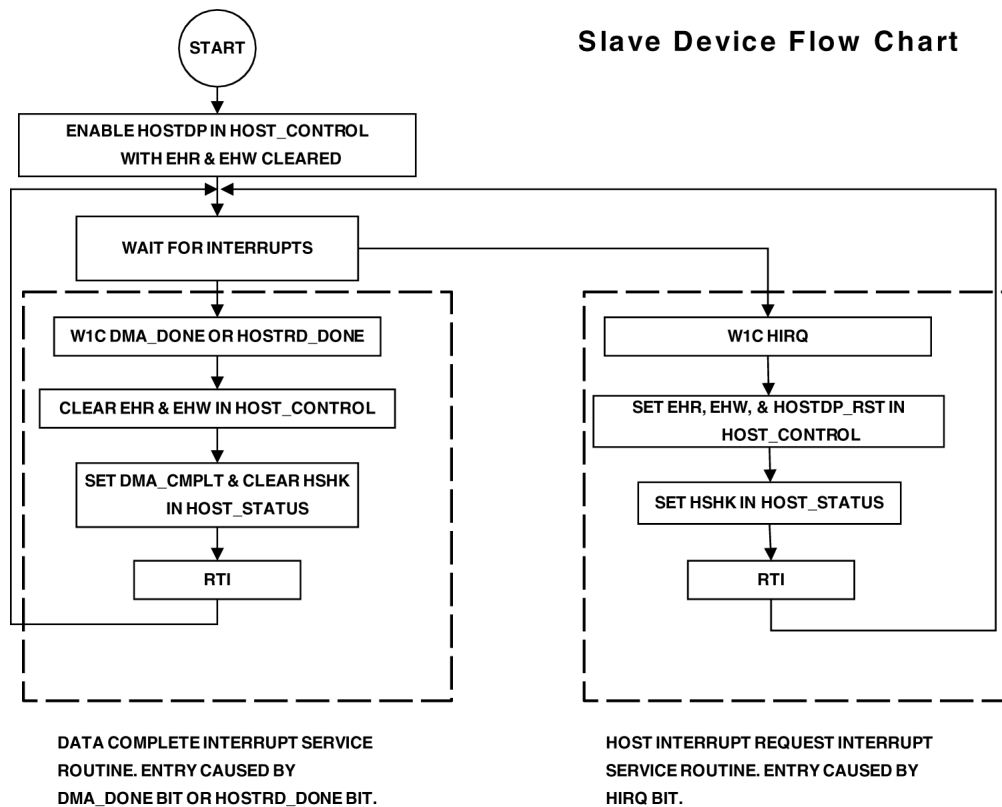 START
Slave Device Flow Chart
ENABLE HOSTDP IN HOST_CONTROL
WITH EHR & EHW CLEARED
WAIT FOR INTERRUPTS
W1C DMA_DONE OR HOSTRD_DONE
CLEAR EHR & EHW IN HOST_CONTROL
SET DMA_CMPLT & CLEAR HSHK
IN HOST_STATUS
RTI
W1C HIRQ
SET EHR, EHW, & HOSTDP_RST IN
HOST_CONTROL
SET HSHK IN HOST_STATUS
RTI
DATA COMPLETE INTERRUPT SERVICE
ROUTINE. ENTRY CAUSED BY
DMA_DONE BIT OR HOSTRD_DONE BIT.
HOST INTERRUPT REQUEST INTERRUPT
SERVICE ROUTINE. ENTRY CAUSED BY
HIRQ BIT.